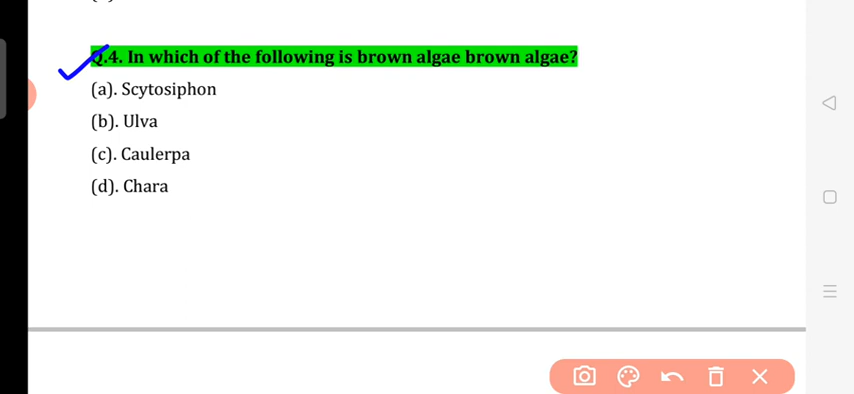 Q.4. In which of the following is brown algae brown algae?
(a). Scytosiphon
(b). Ulva
(c). Caulerpa
(d). Chara